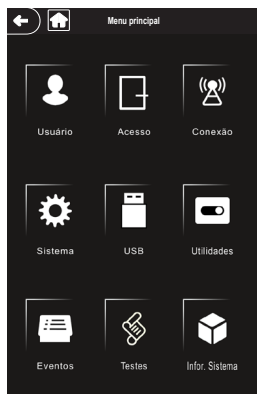 Menu principal
Usuário Acesso Conexão
Sistema USB Utilidades
Eventos Testes Infor. Sistema